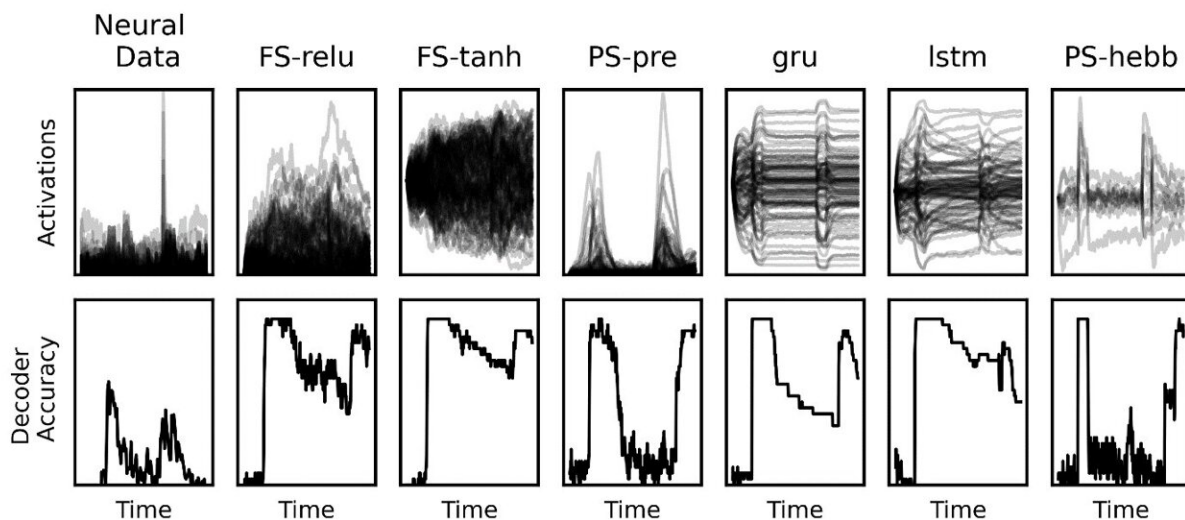 Neural
Data
FS-relu
FS-tanh
PS-pre
gru
lstm
PS-hebb
Activations
Decoder
Accuracy
Time
Time
Time
Time
Time
Time
Time